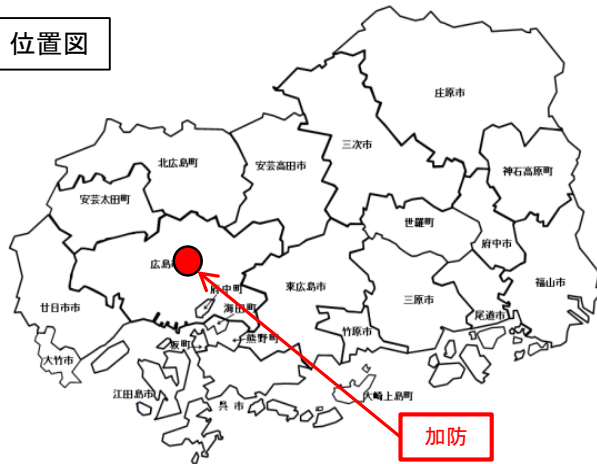 位置図
庄原市
三次市
北広島町
安芸高田市
神石高原町
安芸太田町
世羅町
府中市
広島
東広島市
三原市
福山市
廿日市市
府中町
海田町
尾道市
竹原市
坂町
熊野町
大竹市
江田島市
呉市
大崎上島町
加防